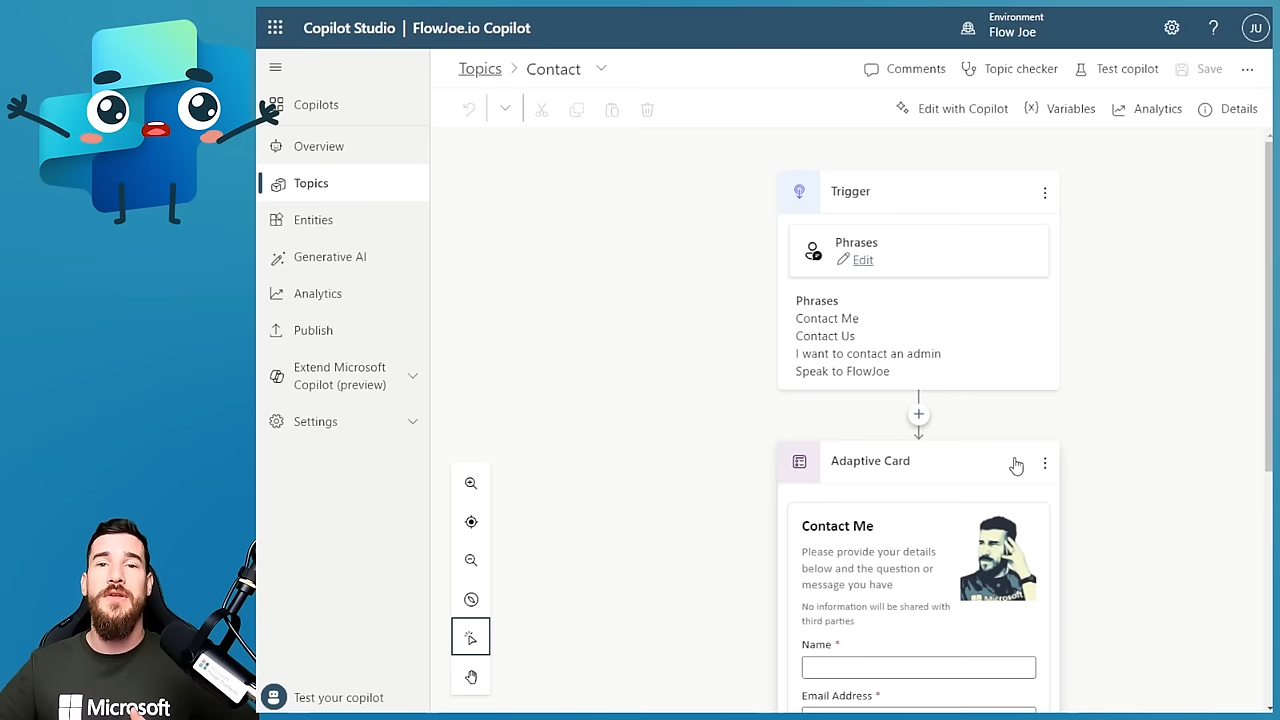 Copilot Studio | FlowJoe.io Copilot
Environment
Flow Joe
JU
Topics > Contact
Comments
Topic checker
Test copilot
Save
Edit with Copilot
Variables
Analytics
Details
Copilots
Overview
Topics
Entities
Generative AI
Analytics
Publish
Extend Microsoft
Copilot (preview)
Settings
Test your copilot
Trigger
Phrases
Edit
Phrases
Contact Me
Contact Us
I want to contact an admin
Speak to FlowJoe
Adaptive Card
Contact Me
Please provide your details
below and the question or
message you have
No information will be shared with
third parties
Microsoft
Name *
Email Address *
Microsoft